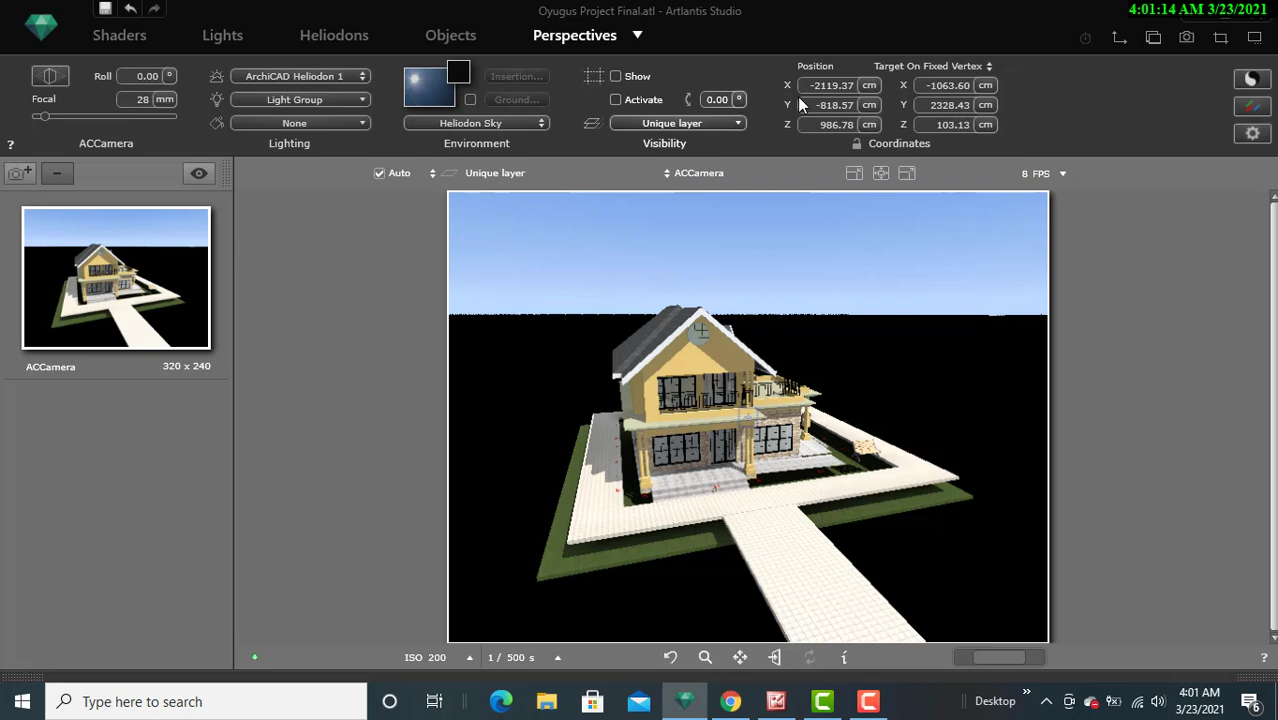 Oyugus Project Final.atl - Artlantis Studio
4:01:14 AM 3/23/2021
Shaders Lights Heliodons Objects Perspectives
Roll 0.00 °
Focal 28 mm
ACCamera
ArchiCAD Heliodon 1
Light Group
None
Lighting
Insertion...
Ground...
Heliodon Sky
Environment
Show
Activate 0.00 °
Unique layer
Visibility
Position Target On Fixed Vertex
X -2119.37 cm X -1063.60 cm
Y -818.57 cm Y 2328.43 cm
Z 986.78 cm Z 103.13 cm
Coordinates
?
Auto Unique layer ACCamera 8 FPS
ACCamera 320 x 240
ISO 200 1 / 500 s i ?
Type here to search
Desktop
4:01 AM
3/23/2021
6